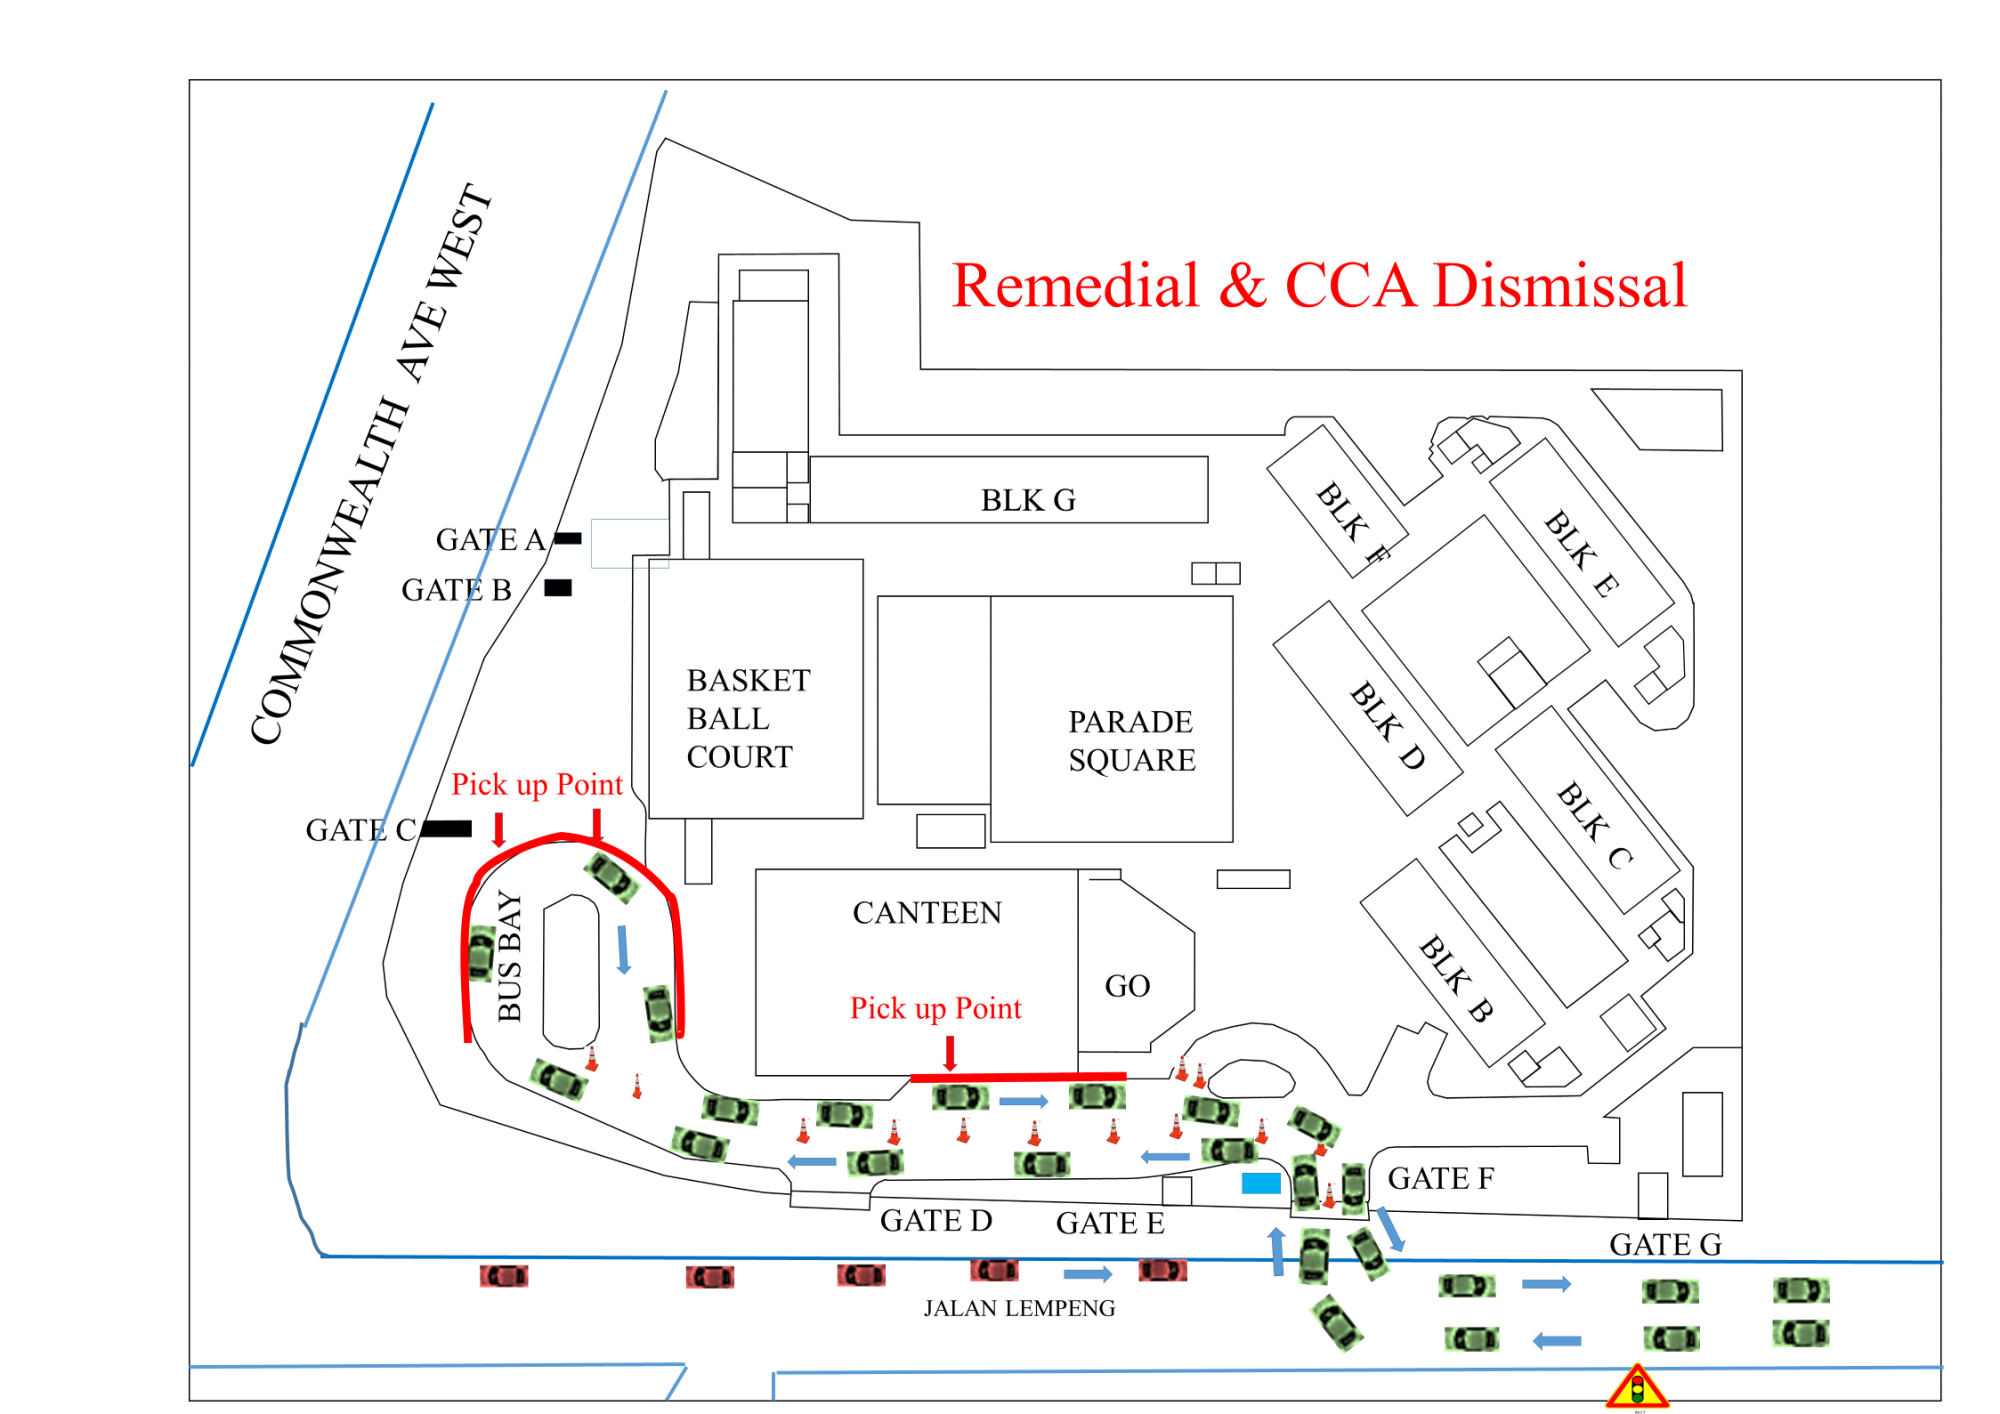 COMMONWEALTH AVE WEST
Remedial & CCA Dismissal
BLK G
BLK F
BLK E
GATE A
GATE B
BASKET
BALL
COURT
PARADE
SQUARE
BLK D
BLK C
Pick up Point
GATE C
BUS BAY
CANTEEN
GO
BLK B
Pick up Point
GATE F
GATE D
GATE E
GATE G
JALAN LEMPENG